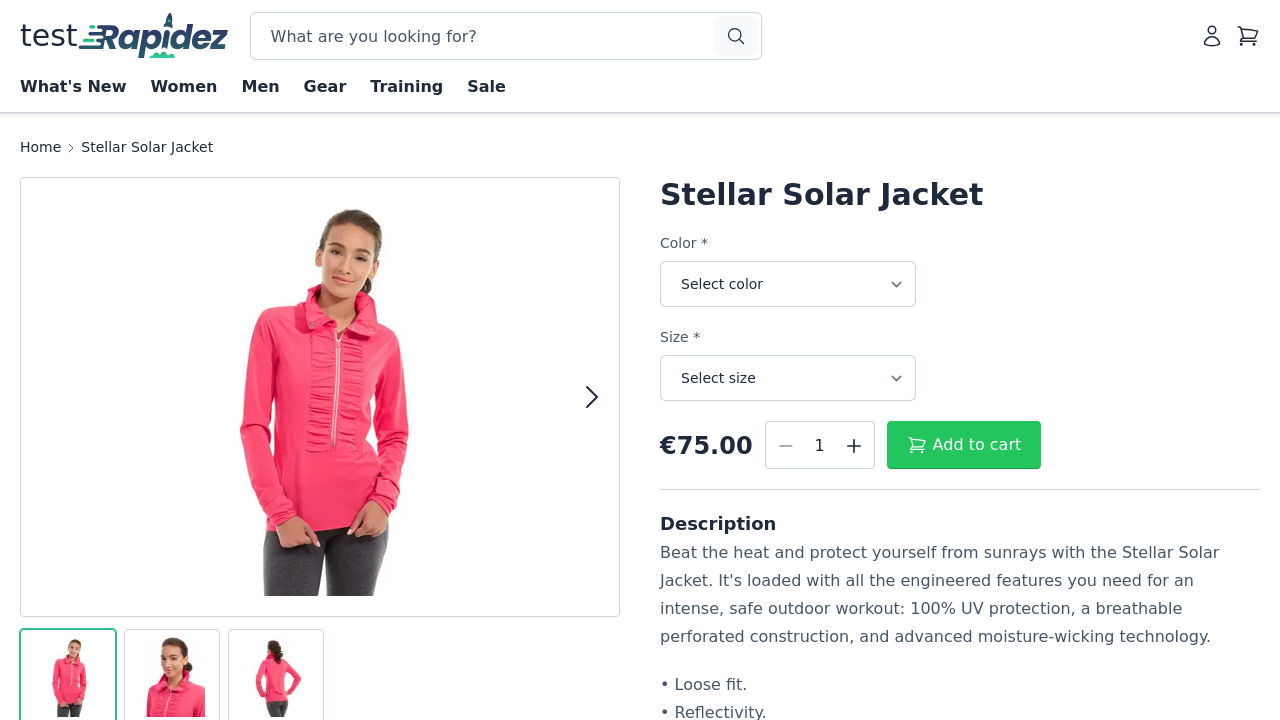 test Rapidez
What are you looking for?
What's New Women Men Gear Training Sale
Home Stellar Solar Jacket
Stellar Solar Jacket
Color *
Select color
Size *
Select size
€75.00 1 Add to cart
Description
Beat the heat and protect yourself from sunrays with the Stellar Solar
Jacket. It's loaded with all the engineered features you need for an
intense, safe outdoor workout: 100% UV protection, a breathable
perforated construction, and advanced moisture-wicking technology.
• Loose fit.
• Reflectivity.